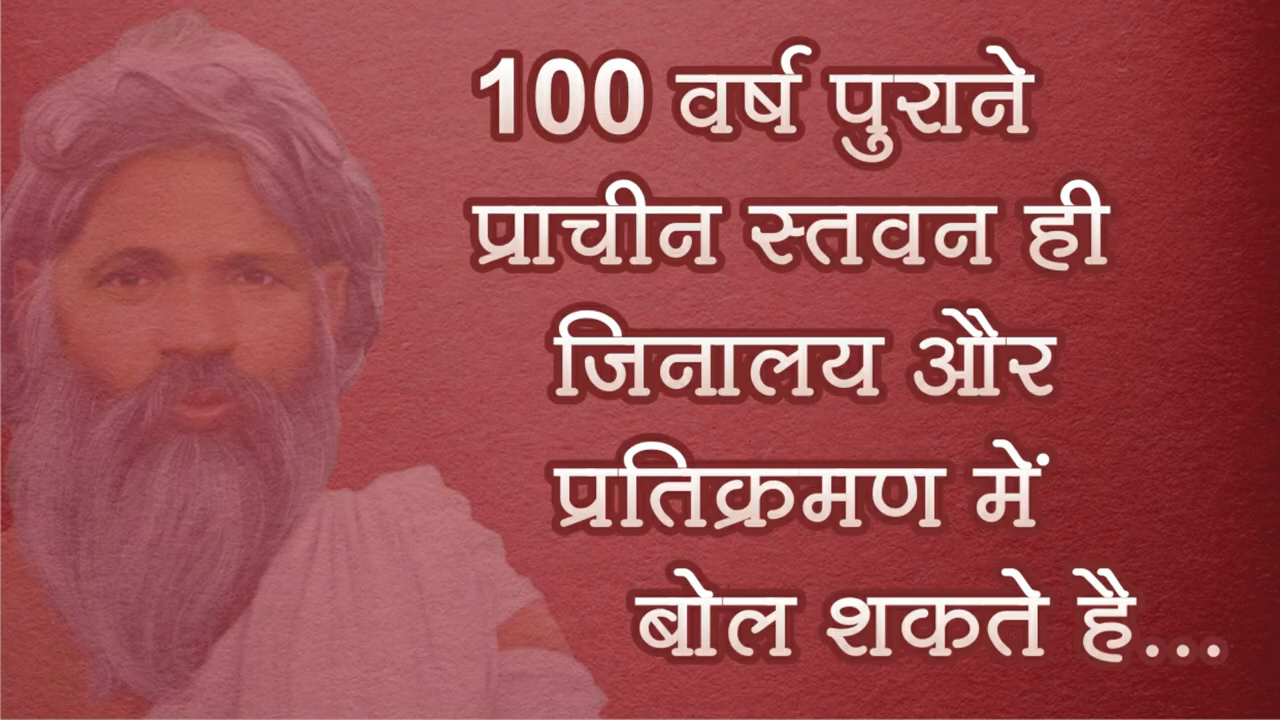 100 वर्ष पुराने
प्राचीन स्तवन ही
जिनालय और
प्रतिक्रमण में
बोल शकते है...